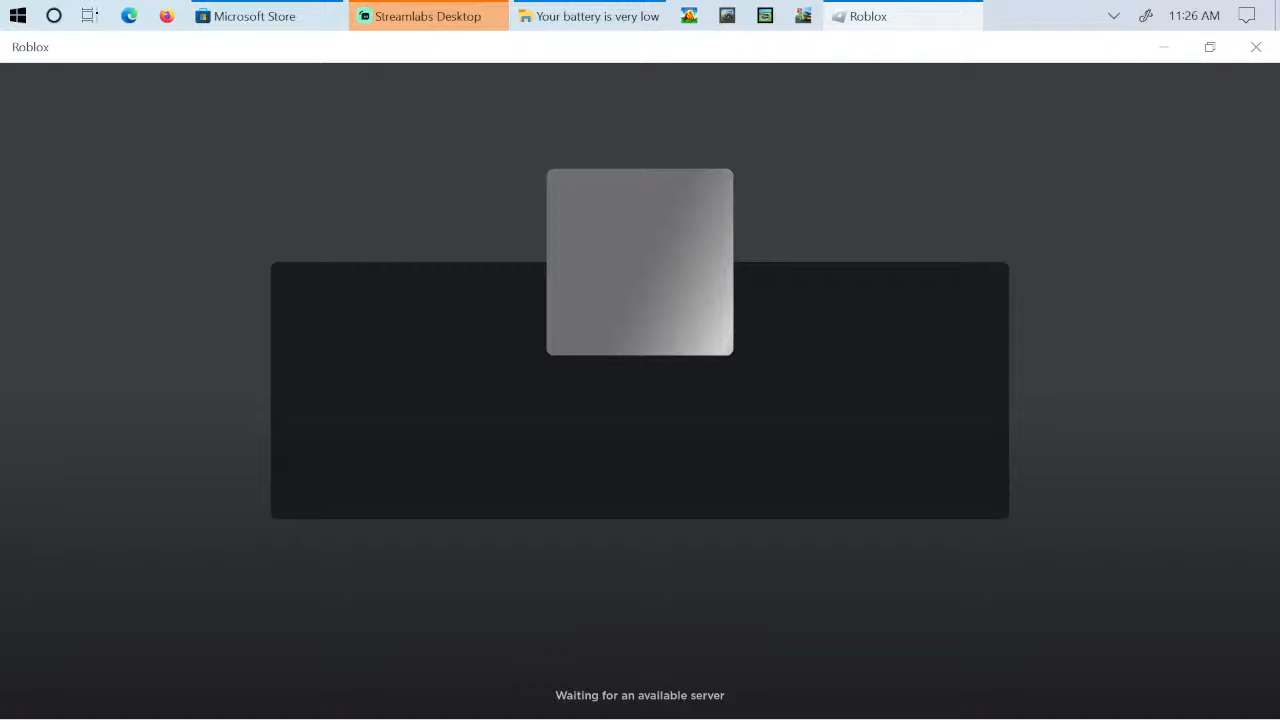 Microsoft Store Streamlabs Desktop Your battery is very low Roblox 11:26 AM
Roblox
Waiting for an available server